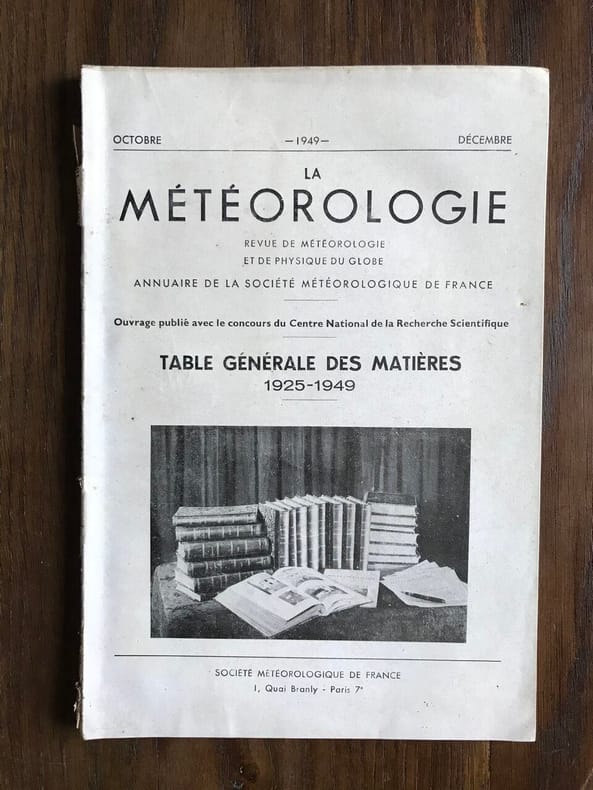 OCTOBRE —1949— DÉCEMBRE
LA
MÉTÉOROLOGIE
REVUE DE MÉTÉOROLOGIE
ET DE PHYSIQUE DU GLOBE
ANNUAIRE DE LA SOCIÉTÉ MÉTÉOROLOGIQUE DE FRANCE
Ouvrage publié avec le concours du Centre National de la Recherche Scientifique
TABLE GÉNÉRALE DES MATIÈRES
1925-1949
SOCIÉTÉ MÉTÉOROLOGIQUE DE FRANCE
1, Quai Branly - Paris 7ᵉ